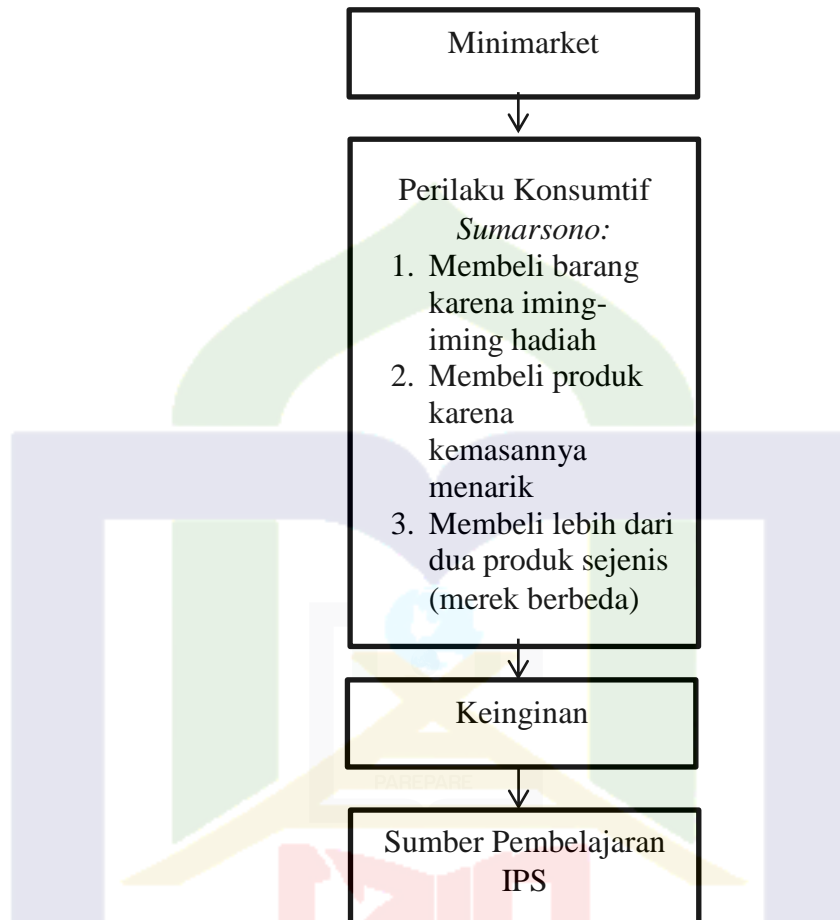 Minimarket
Perilaku Konsumtif
Sumarsono:
1. Membeli barang
karena iming-
iming hadiah
2. Membeli produk
karena
kemasannya
menarik
3. Membeli lebih dari
dua produk sejenis
(merek berbeda)
Keinginan
PAREPARE
Sumber Pembelajaran
IPS